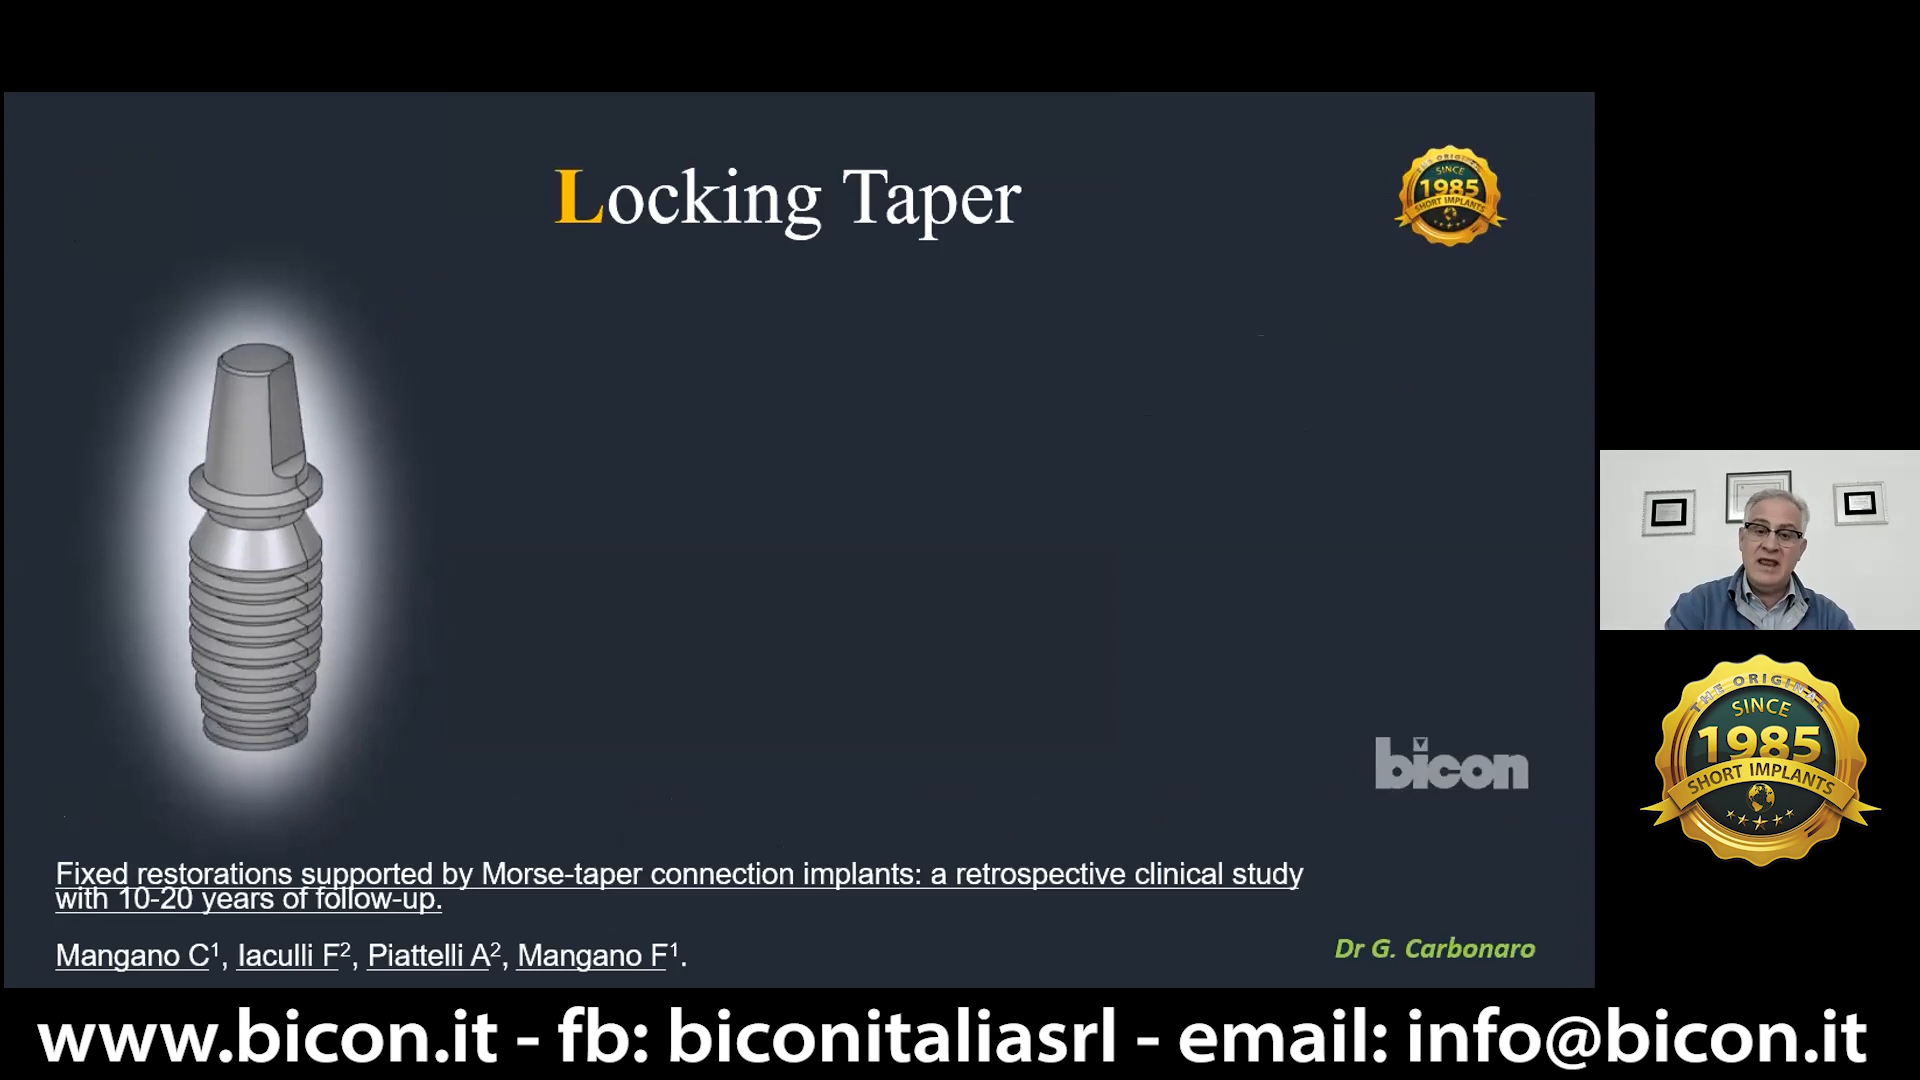 Locking Taper
THE ORIGINAL
SINCE
1985
SHORT IMPLANTS
bicon
Fixed restorations supported by Morse-taper connection implants: a retrospective clinical study
with 10-20 years of follow-up.
Mangano C¹, Iaculli F², Piattelli A², Mangano F¹.
Dr G. Carbonaro
THE ORIGINAL
SINCE
1985
SHORT IMPLANTS
www.bicon.it - fb: biconitaliasrl - email: info@bicon.it